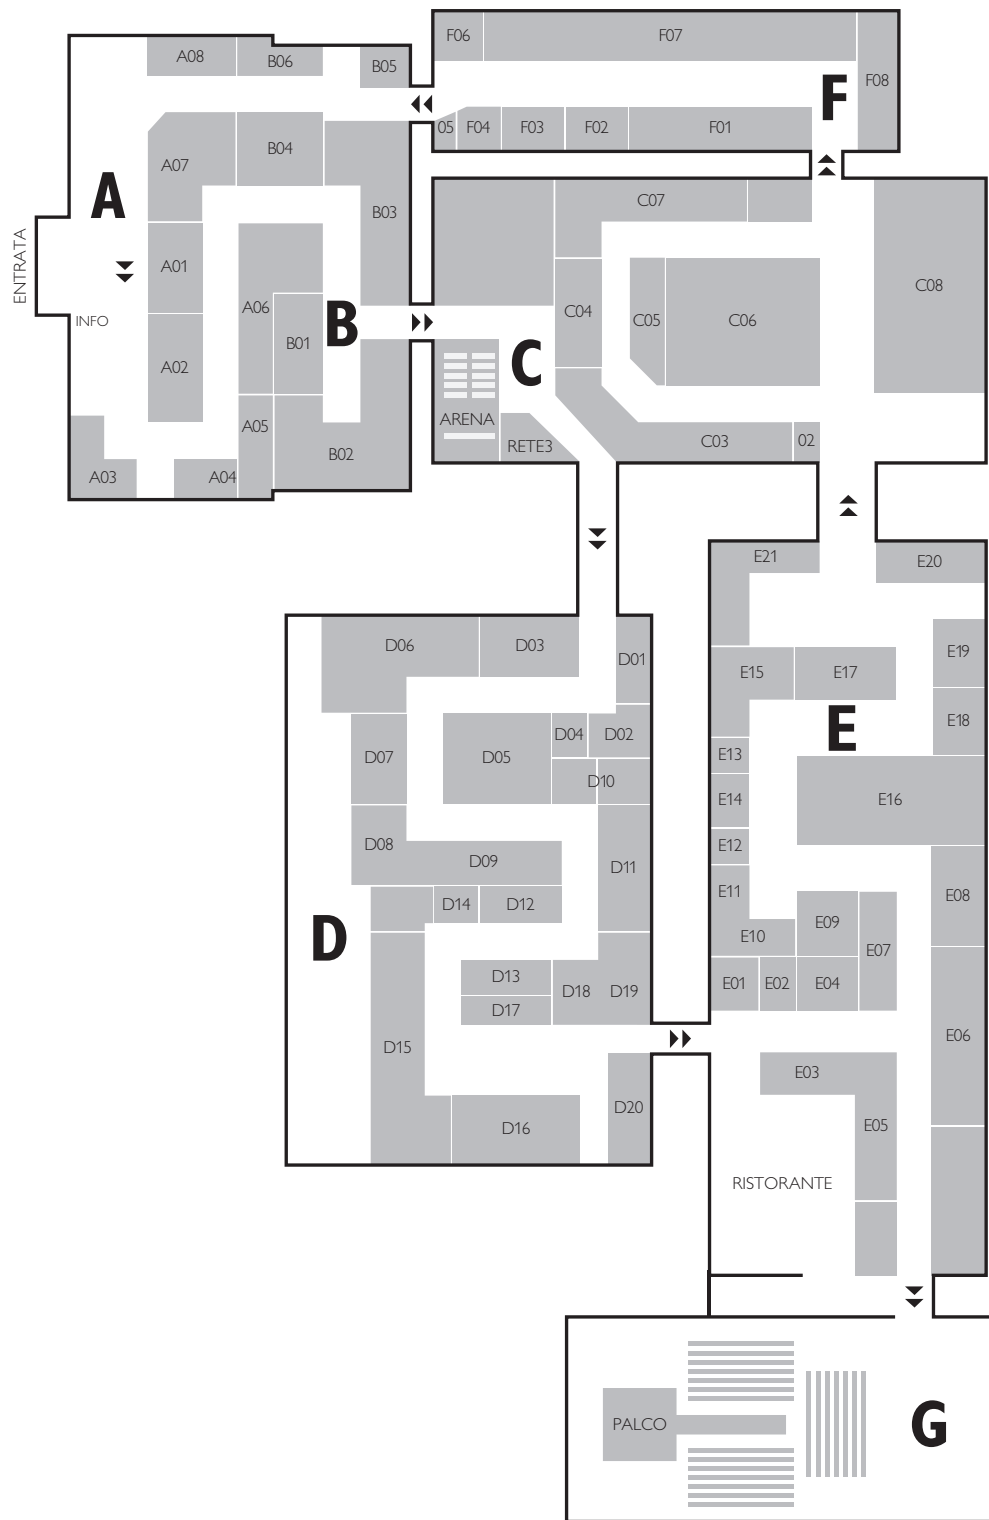 F06
F07
F08
A08
B06
B05
F
05
F04
F03
F02
F01
A07
B04
A
B03
C07
ENTRATA
A01
INFO
A06
B
B01
A02
C08
C04
C05
C06
C
ARENA
RETE3
C03
02
A05
B02
A03
A04
E21
E20
D06
D03
D01
E15
E17
E19
D07
D05
D04
D02
D10
E
E18
E13
E14
E16
D08
D09
D11
E12
E11
E08
D14
D12
E10
E09
E07
D
D13
D17
D18
D19
E01
E02
E04
D15
E06
E03
D16
D20
E05
RISTORANTE
PALCO
G